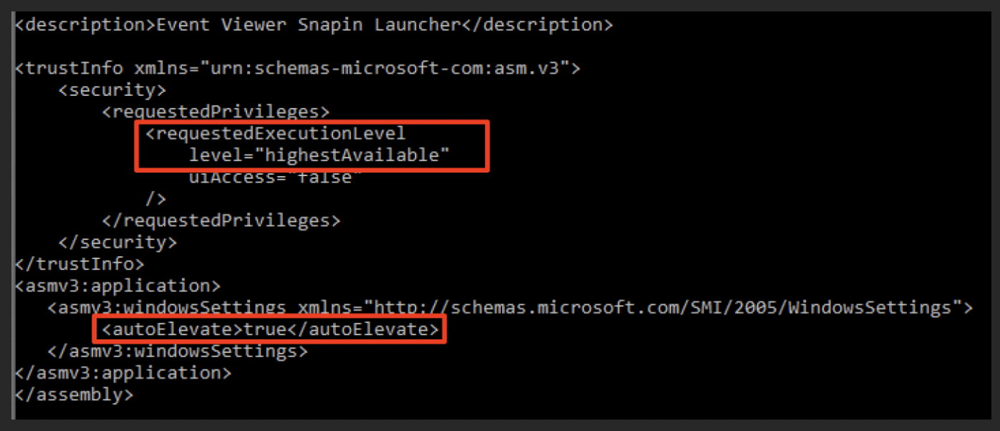 <description>Event Viewer Snapin Launcher</description>
<trustInfo xmlns="urn:schemas-microsoft-com:asm.v3">
<security>
<requestedPrivileges>
<requestedExecutionLevel
level="highestAvailable"
uiAccess="false"
/>
</requestedPrivileges>
</security>
</trustInfo>
<asmv3:application>
<asmv3:windowsSettings xmlns="http://schemas.microsoft.com/SMI/2005/WindowsSettings">
<autoElevate>true</autoElevate>
</asmv3:windowsSettings>
</asmv3:application>
</assembly>